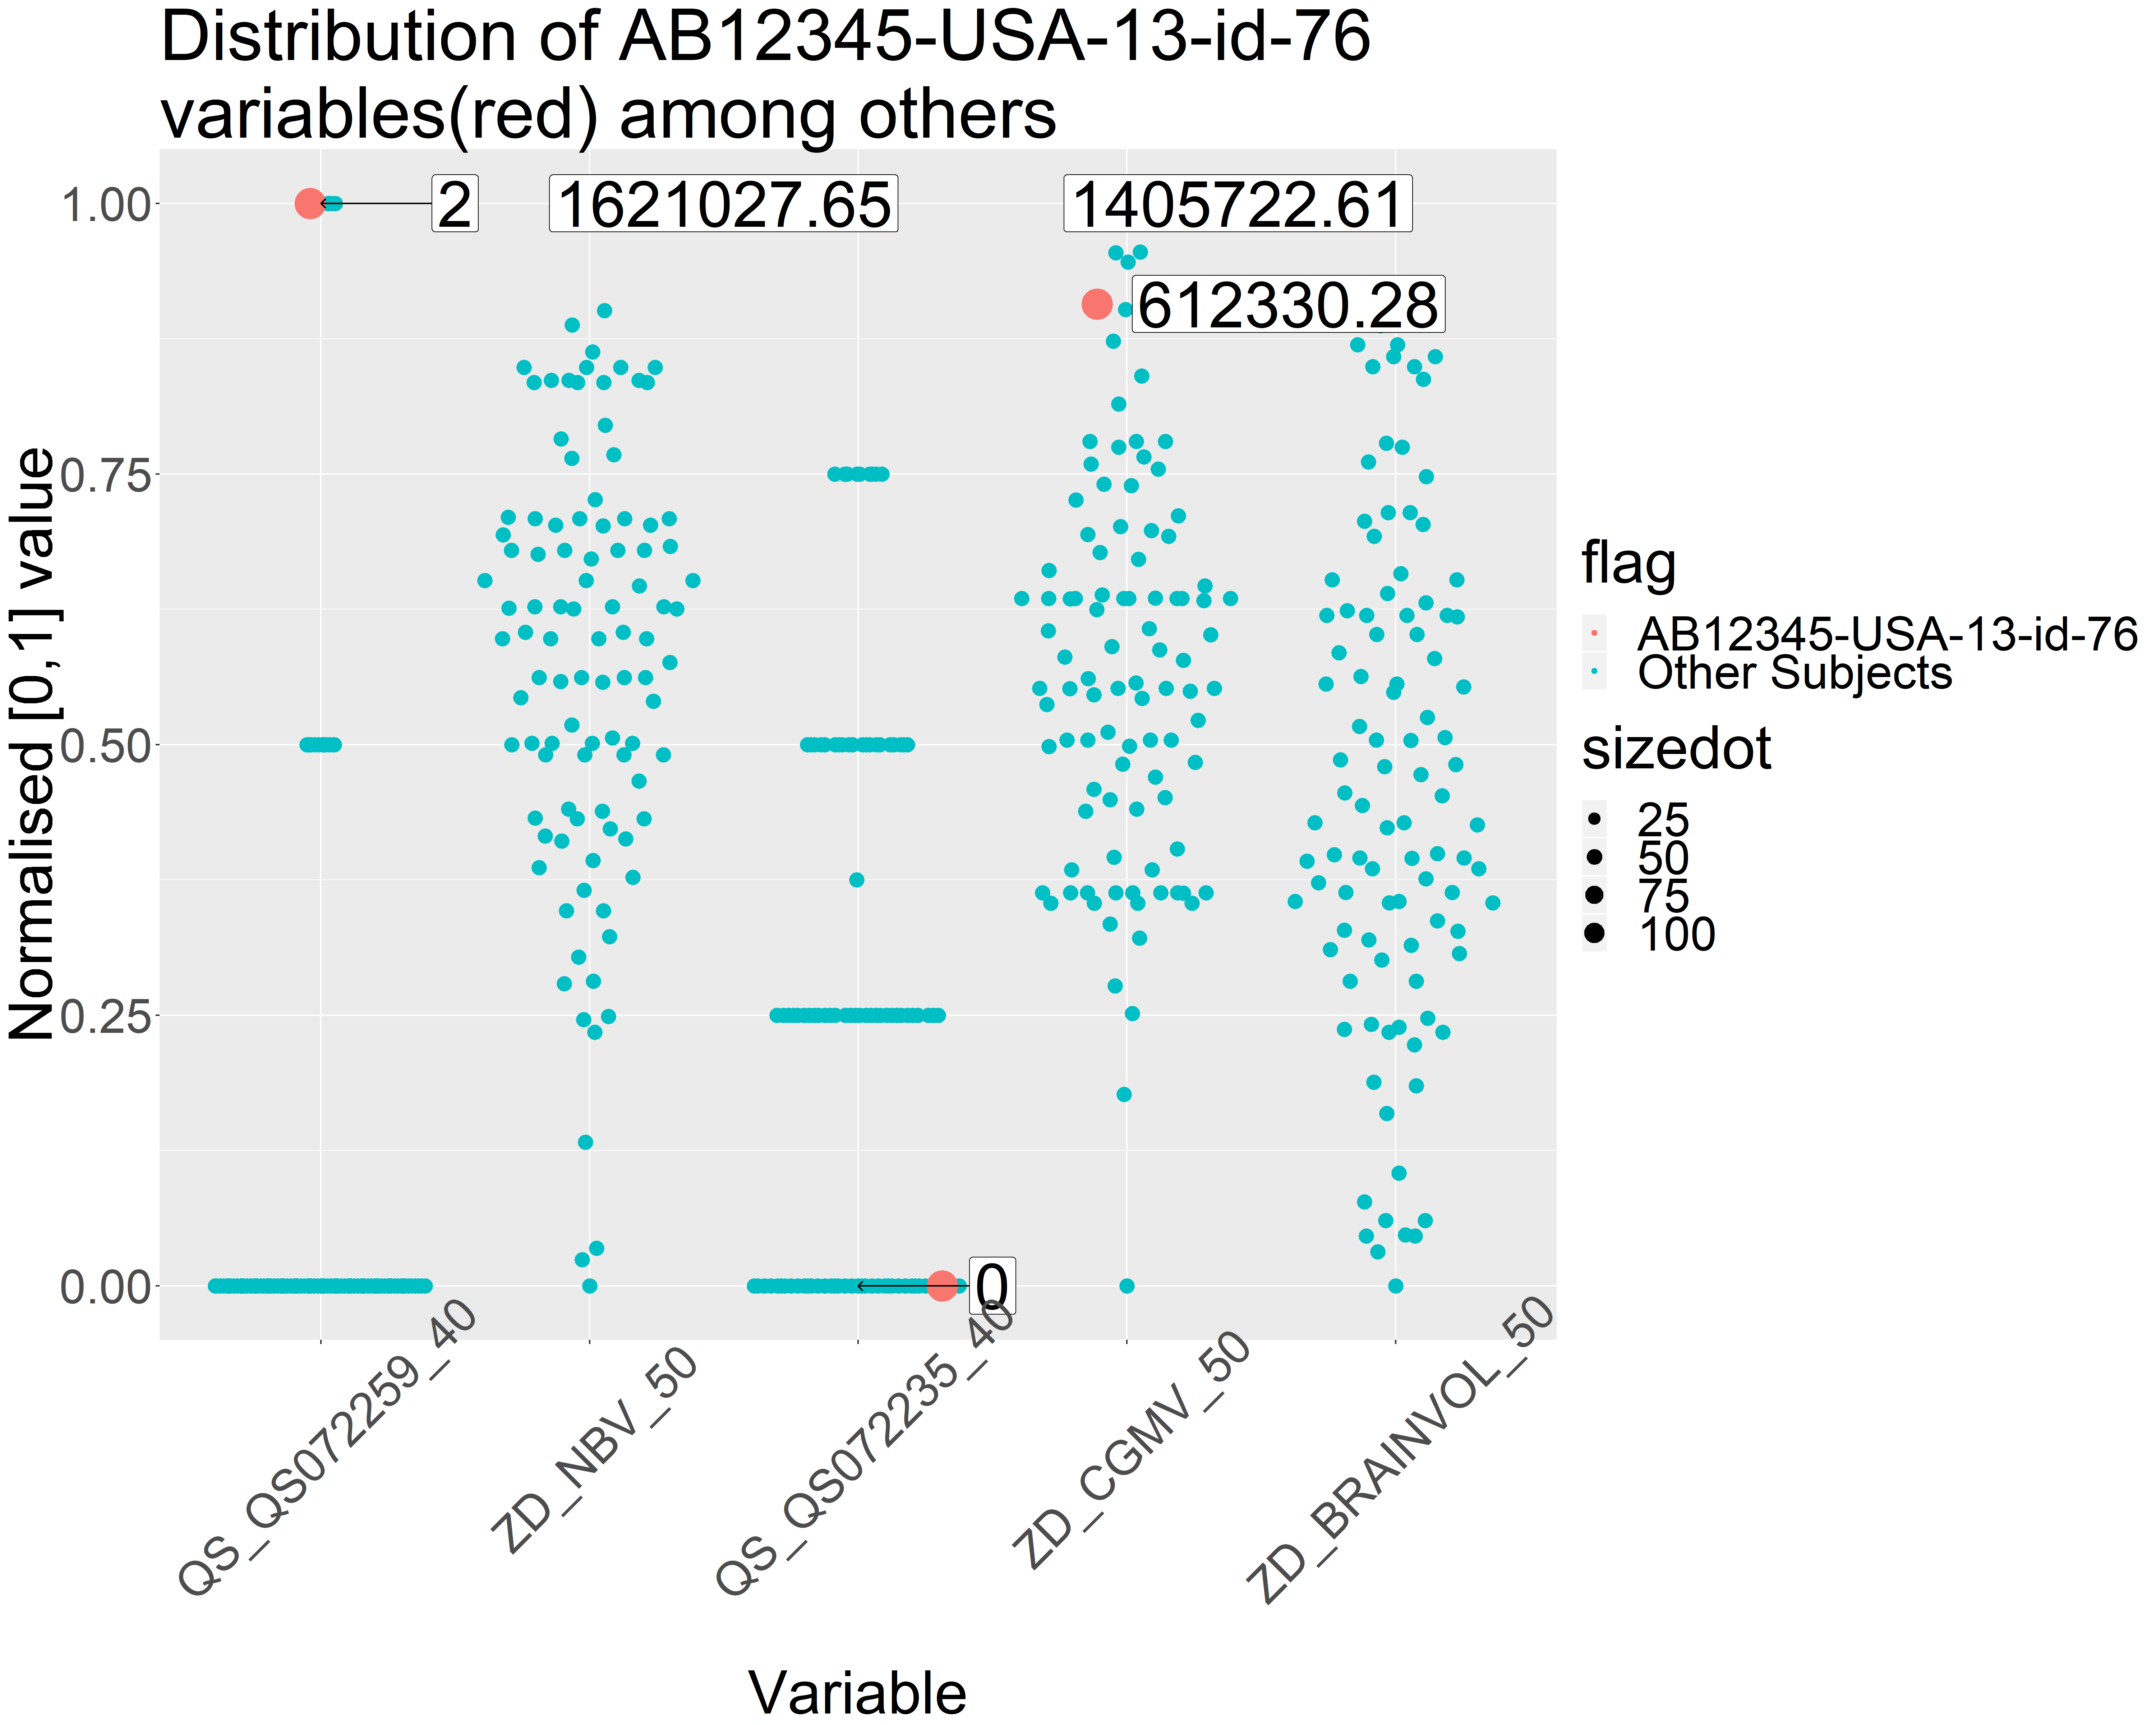 Distribution of AB12345-USA-13-id-76
variables(red) among others
Normalised [0,1] value
1.00
0.75
0.50
0.25
0.00
2
1621027.65
1405722.61
612330.28
0
QS_QS072259_40
ZD_NBV_50
QS_QS072235_40
ZD_CGMV_50
ZD_BRAINVOL_50
Variable
flag
AB12345-USA-13-id-76
Other Subjects
sizedot
25
50
75
100